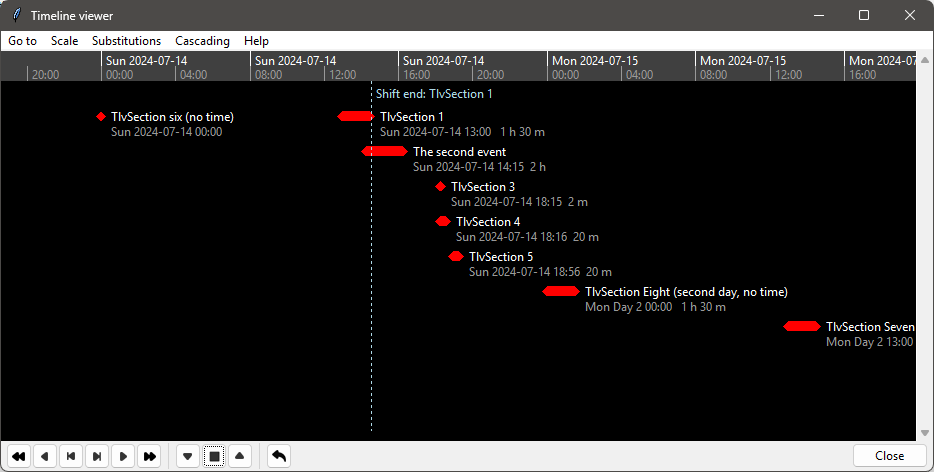 Timeline viewer
Go to Scale Substitutions Cascading Help
Sun 2024-07-14 Sun 2024-07-14 Sun 2024-07-14 Mon 2024-07-15 Mon 2024-07-15 Mon 2024-07
20:00 00:00 04:00 08:00 12:00 16:00 20:00 00:00 04:00 08:00 12:00 16:00
Shift end: TlvSection 1
TlvSection six (no time)
Sun 2024-07-14 00:00
TlvSection 1
Sun 2024-07-14 13:00 1 h 30 m
The second event
Sun 2024-07-14 14:15 2 h
TlvSection 3
Sun 2024-07-14 18:15 2 m
TlvSection 4
Sun 2024-07-14 18:16 20 m
TlvSection 5
Sun 2024-07-14 18:56 20 m
TlvSection Eight (second day, no time)
Mon Day 2 00:00 1 h 30 m
TlvSection Seven
Mon Day 2 13:00
Close